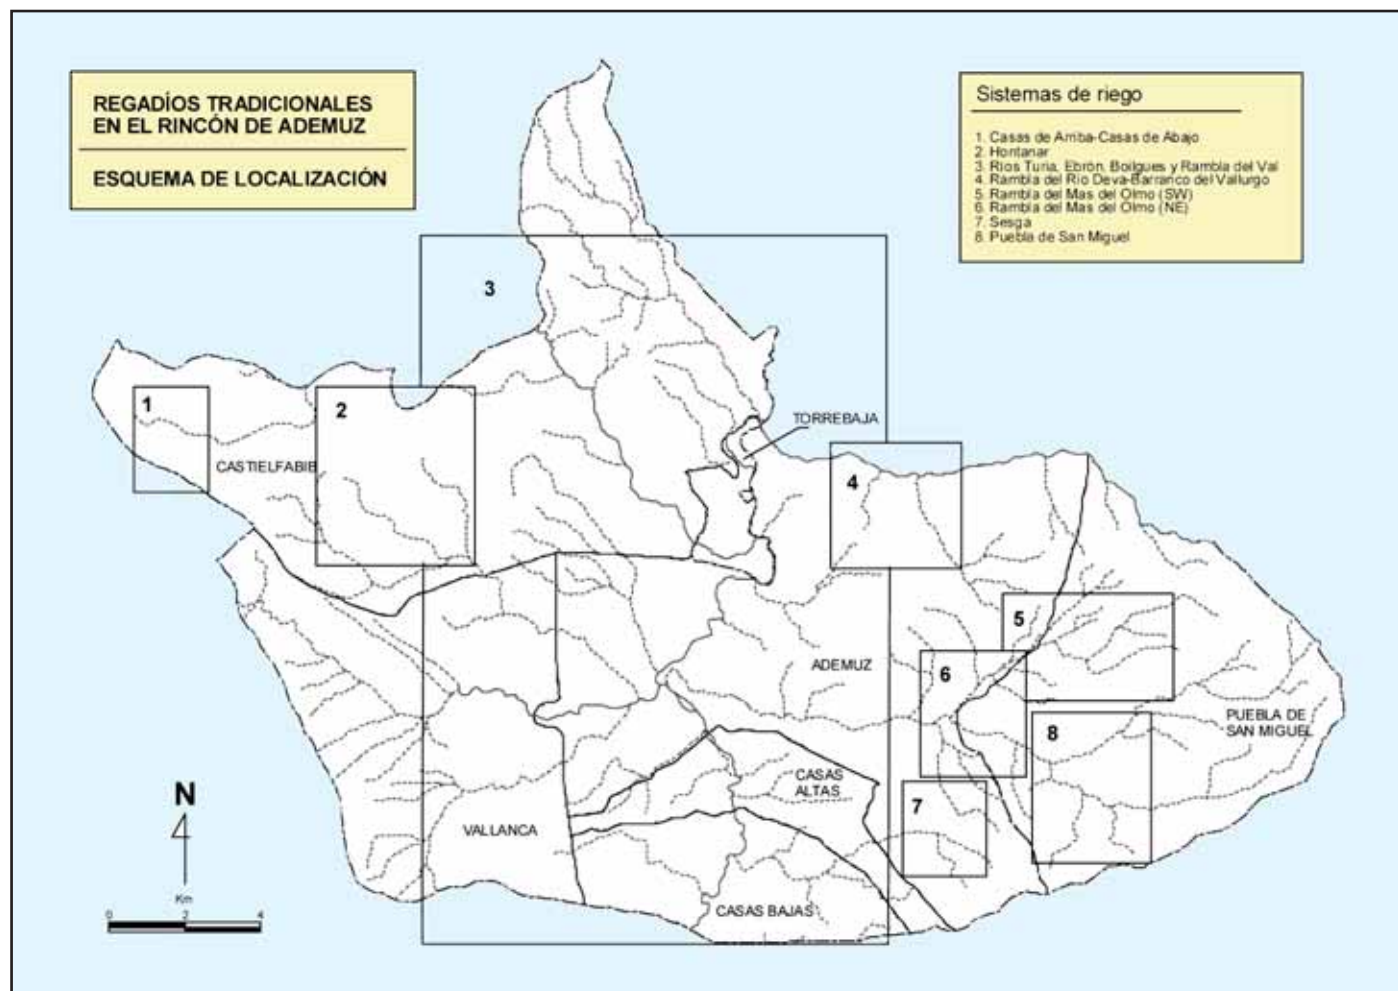 REGADÍOS TRADICIONALES
EN EL RINCÓN DE ADEMUZ
ESQUEMA DE LOCALIZACIÓN
Sistemas de riego
1. Casas de Arriba-Casas de Abajo
2. Hontanar
3. Ríos Turia, Ebrón, Boilgues y Rambla del Val
4. Rambla del Río Deva-Barranco del Vallurgo
5. Rambla del Mas del Olmo (SW)
6. Rambla del Mas del Olmo (NE)
7. Sesga
8. Puebla de San Miguel
3
1
2
TORREBAJA
CASTIELFABIB
4
5
ADEMUZ
6
PUEBLA DE
SAN MIGUEL
8
CASAS
ALTAS
N
7
VALLANCA
Km
0 2 4
CASAS BAJAS